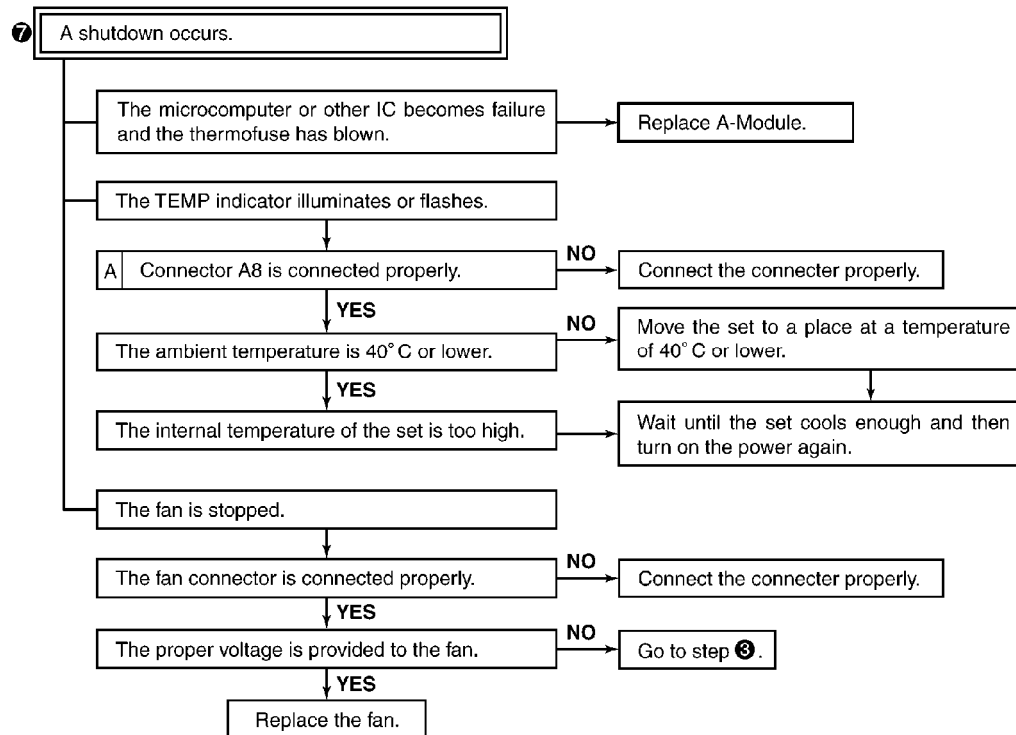 ❼ A shutdown occurs.
The microcomputer or other IC becomes failure
and the thermofuse has blown.
Replace A-Module.
The TEMP indicator illuminates or flashes.
A Connector A8 is connected properly.
NO
Connect the connecter properly.
YES
The ambient temperature is 40°C or lower.
NO
Move the set to a place at a temperature
of 40°C or lower.
YES
The internal temperature of the set is too high.
Wait until the set cools enough and then
turn on the power again.
The fan is stopped.
The fan connector is connected properly.
NO
Connect the connecter properly.
YES
The proper voltage is provided to the fan.
NO
Go to step ❸.
YES
Replace the fan.